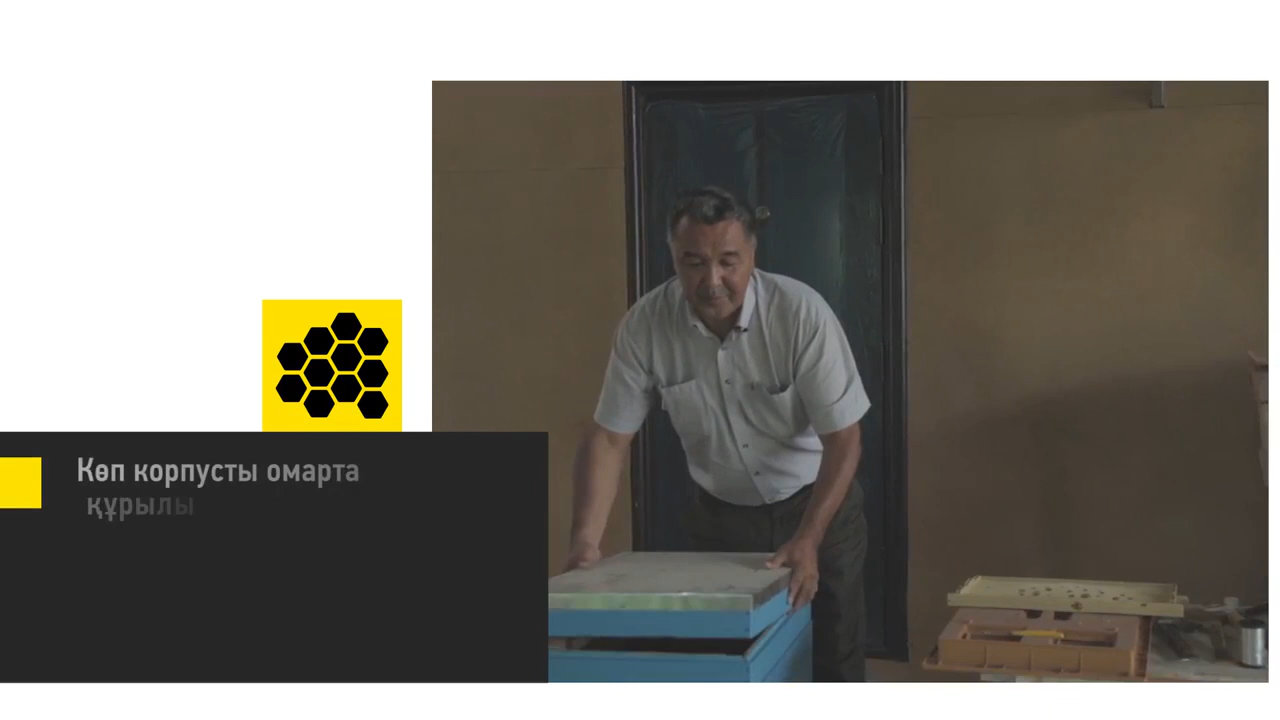 Көп корпусты омарта
құрылы